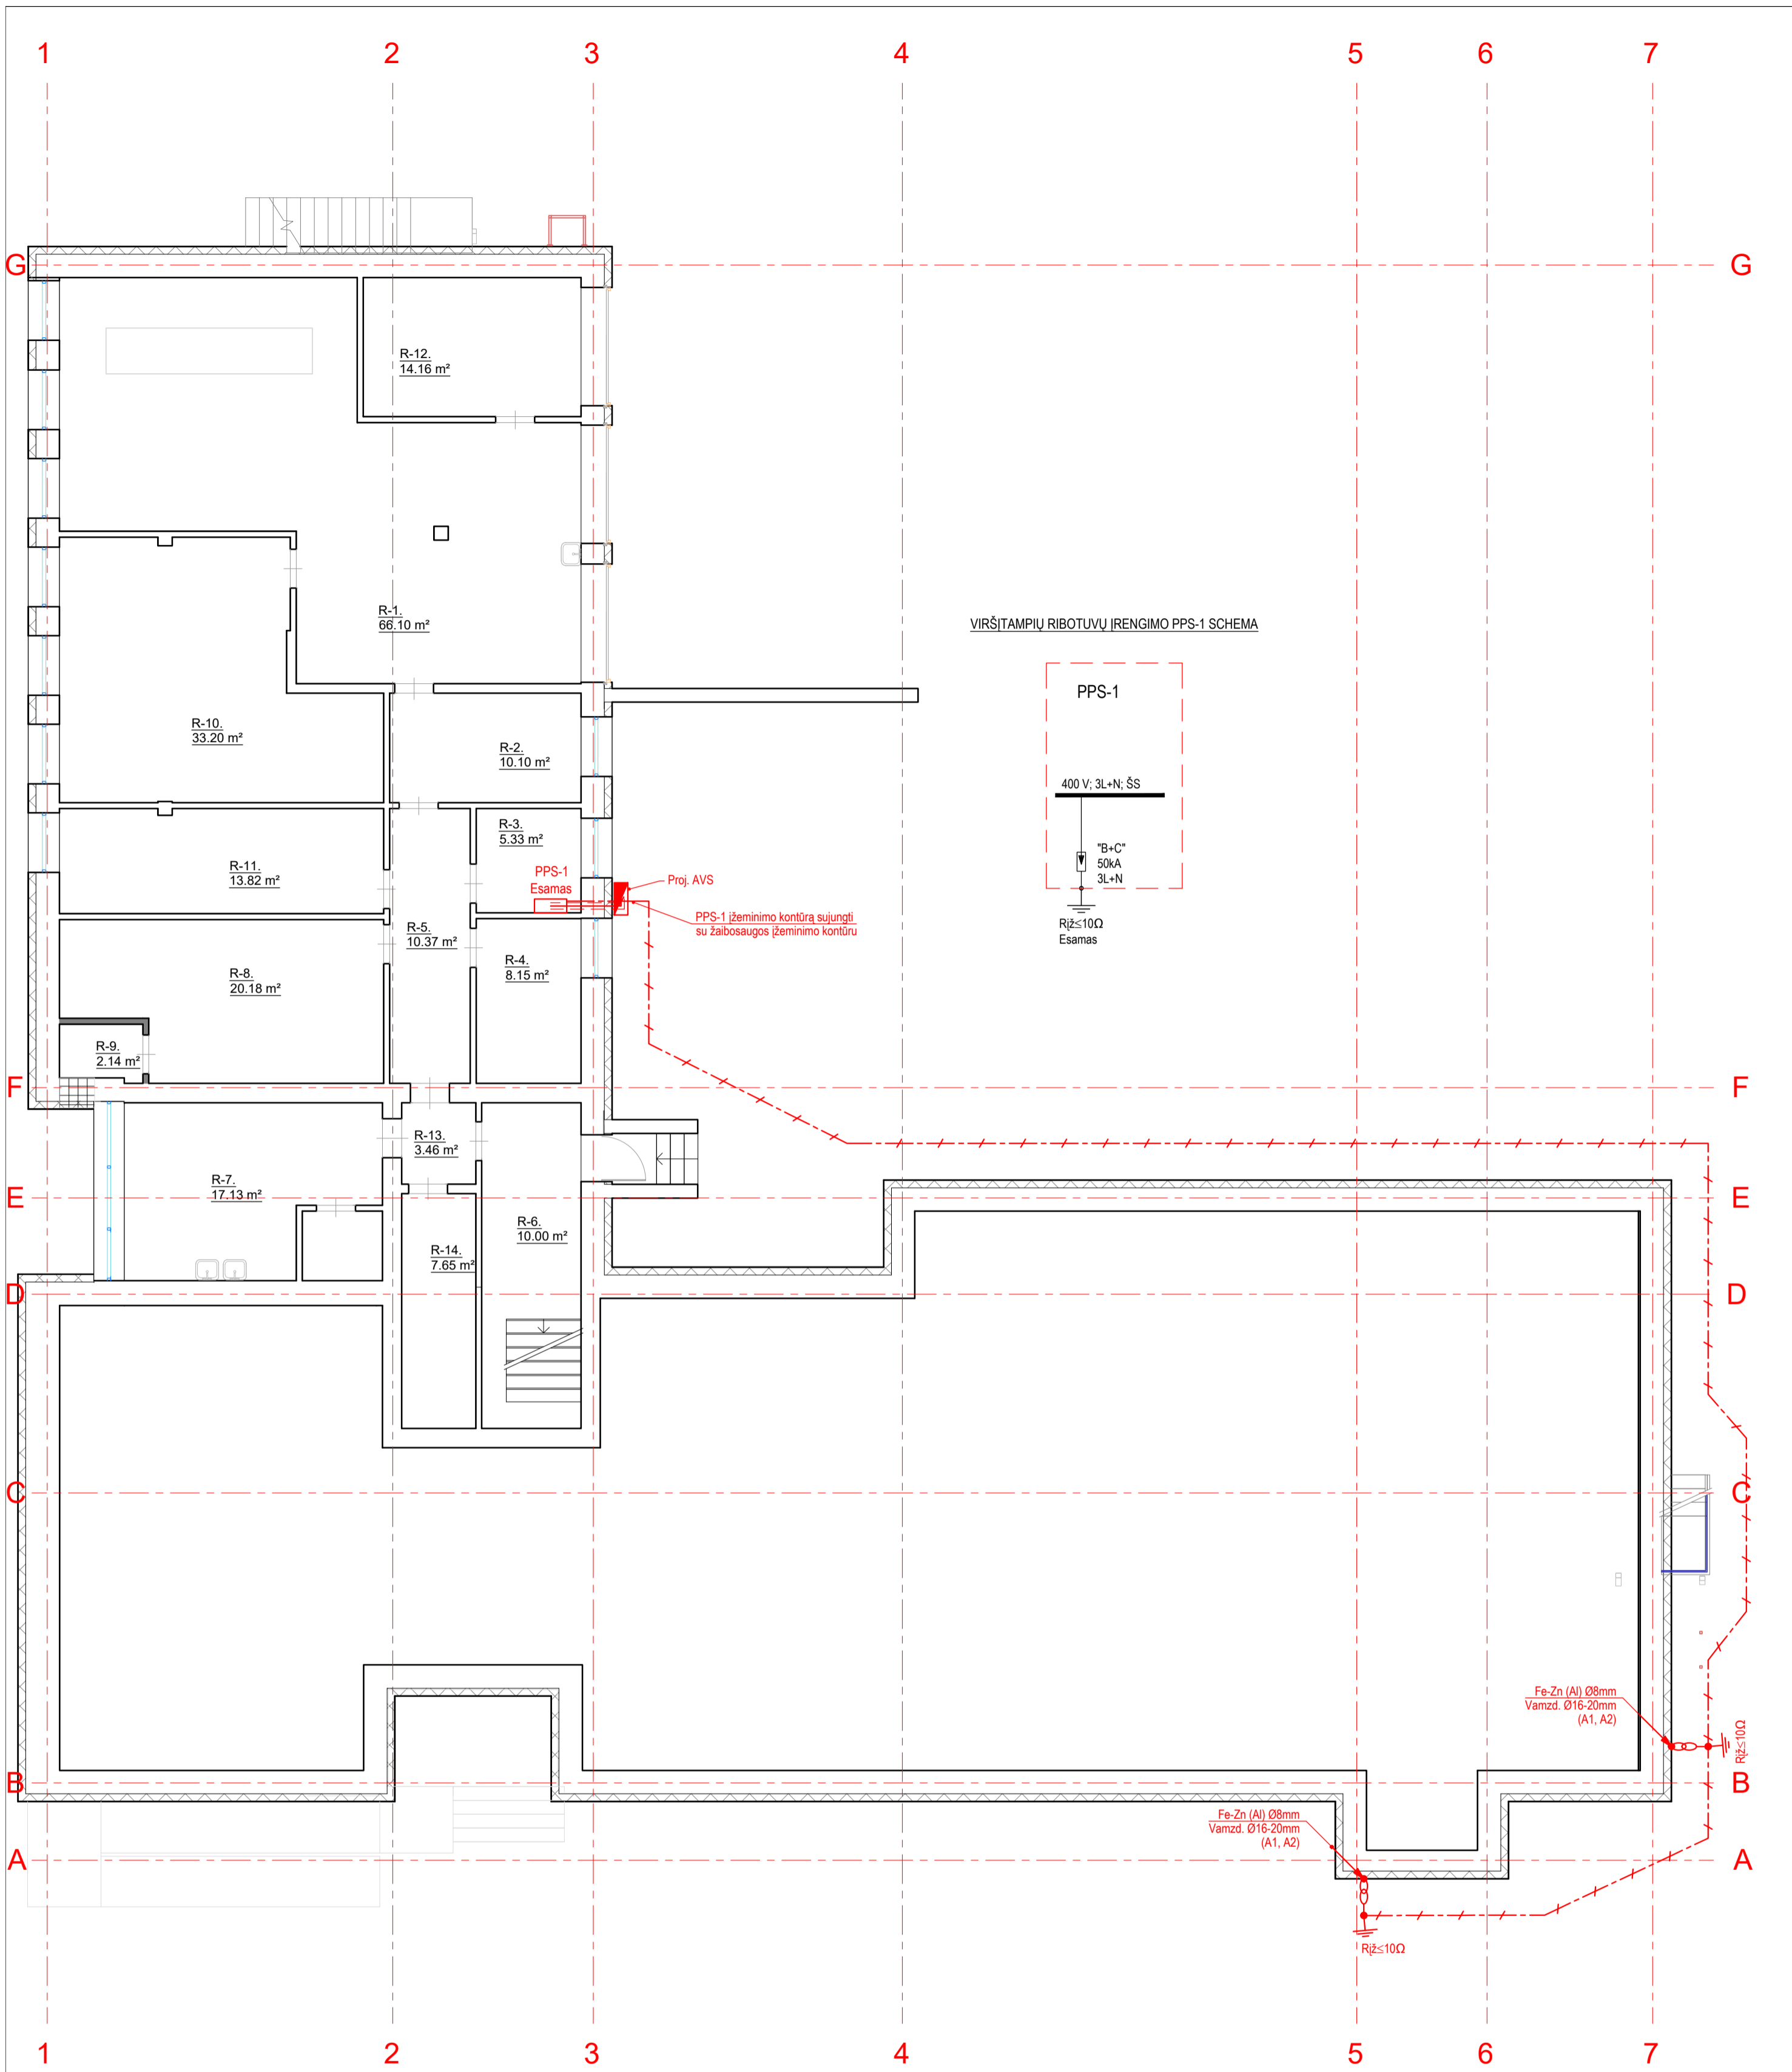 1 2 3 4 5 6 7
G G
R-12.
14.16 m²
R-1.
66.10 m²
VIRŠĮTAMPIŲ RIBOTUVŲ ĮRENGIMO PPS-1 SCHEMA
PPS-1
400 V; 3L+N; ŠS
"B+C"
50kA
3L+N
Rįž≤10Ω
Esamas
R-10.
33.20 m²
R-2.
10.10 m²
R-3.
5.33 m²
R-11.
13.82 m²
PPS-1
Esamas
Proj. AVS
PPS-1 įžeminimo kontūrą sujungti
su žaibosaugos įžeminimo kontūru
R-5.
10.37 m²
R-4.
8.15 m²
R-8.
20.18 m²
R-9.
2.14 m²
F F
R-13.
3.46 m²
R-7.
17.13 m²
E E
R-6.
10.00 m²
R-14.
7.65 m²
D D
C C
Fe-Zn (Al) Ø8mm
Vamzd. Ø16-20mm
(A1, A2)
Rįž≤10Ω
B B
Fe-Zn (Al) Ø8mm
Vamzd. Ø16-20mm
(A1, A2)
A A
Rįž≤10Ω
1 2 3 4 5 6 7